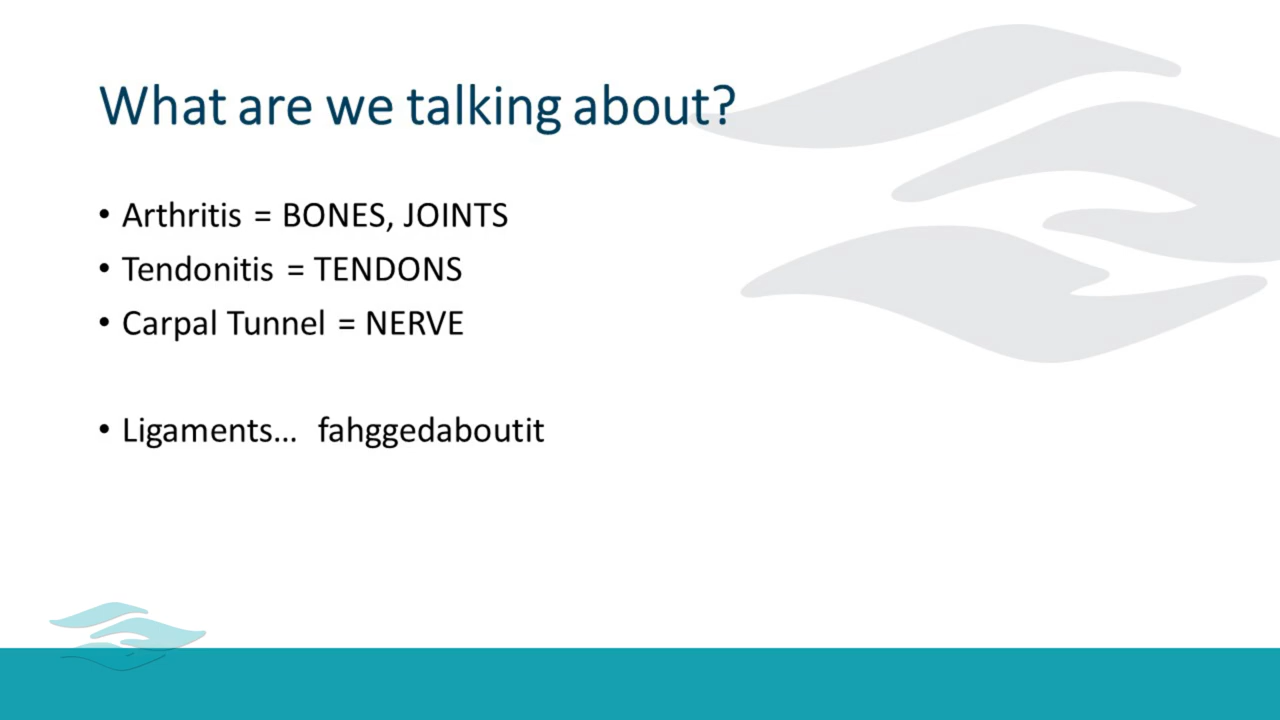 What are we talking about?
• Arthritis = BONES, JOINTS
• Tendonitis = TENDONS
• Carpal Tunnel = NERVE
• Ligaments... fahggedaboutit